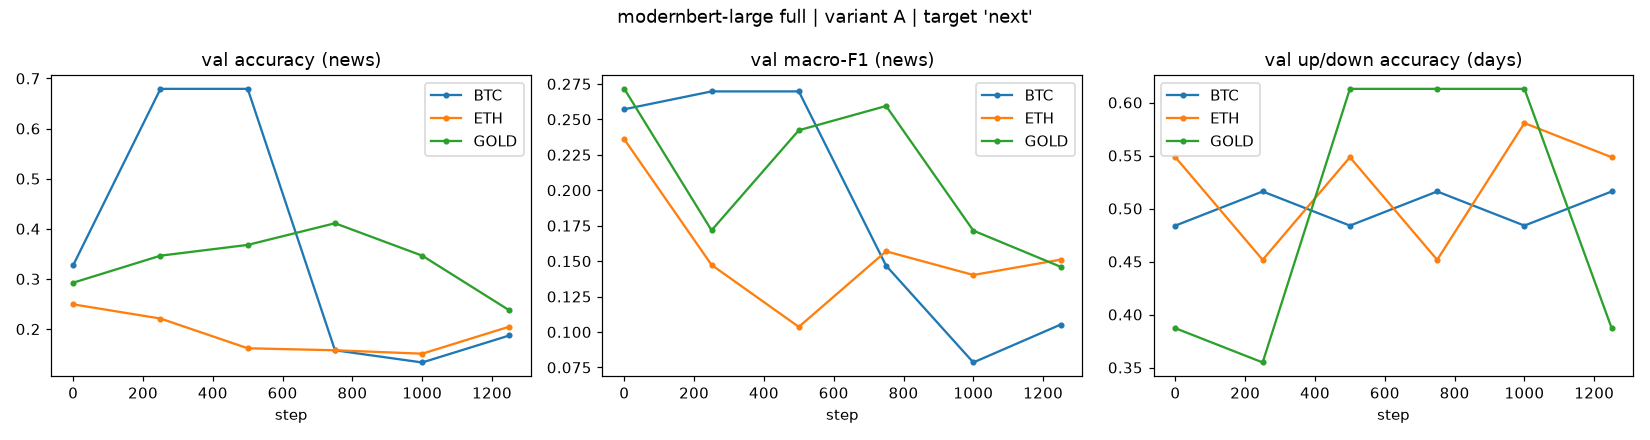 modernbert-large full | variant A | target 'next'
val accuracy (news)
0.7
0.6
0.5
0.4
0.3
0.2
BTC
ETH
GOLD
0 200 400 600 800 1000 1200
step
val macro-F1 (news)
0.275
0.250
0.225
0.200
0.175
0.150
0.125
0.100
0.075
BTC
ETH
GOLD
0 200 400 600 800 1000 1200
step
val up/down accuracy (days)
0.60
0.55
0.50
0.45
0.40
0.35
BTC
ETH
GOLD
0 200 400 600 800 1000 1200
step